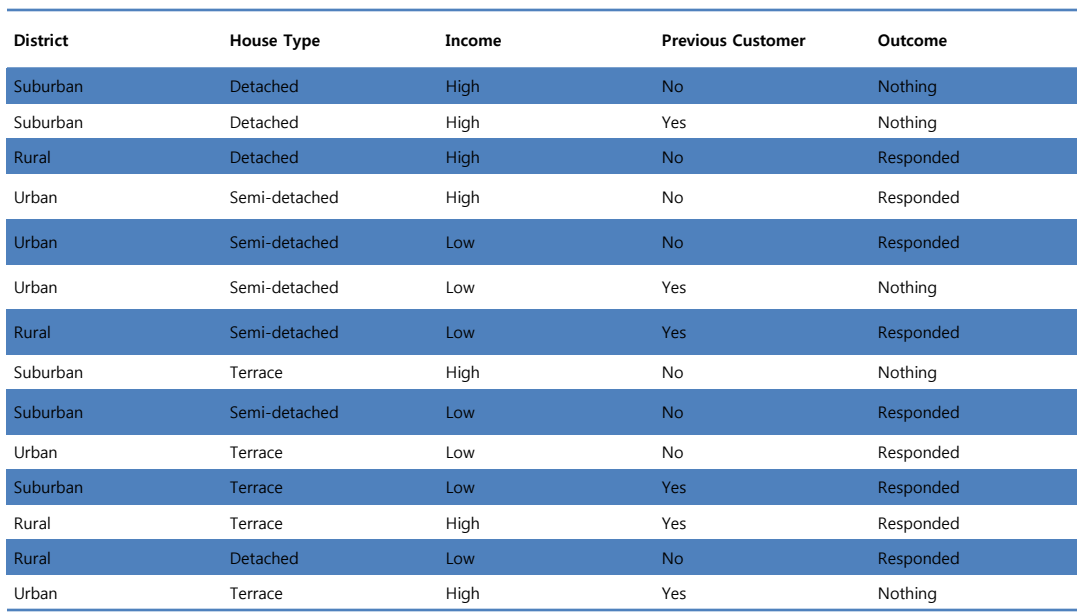 District House Type Income Previous Customer Outcome
Suburban Detached High No Nothing
Suburban Detached High Yes Nothing
Rural Detached High No Responded
Urban Semi-detached High No Responded
Urban Semi-detached Low No Responded
Urban Semi-detached Low Yes Nothing
Rural Semi-detached Low Yes Responded
Suburban Terrace High No Nothing
Suburban Semi-detached Low No Responded
Urban Terrace Low No Responded
Suburban Terrace Low Yes Responded
Rural Terrace High Yes Responded
Rural Detached Low No Responded
Urban Terrace High Yes Nothing